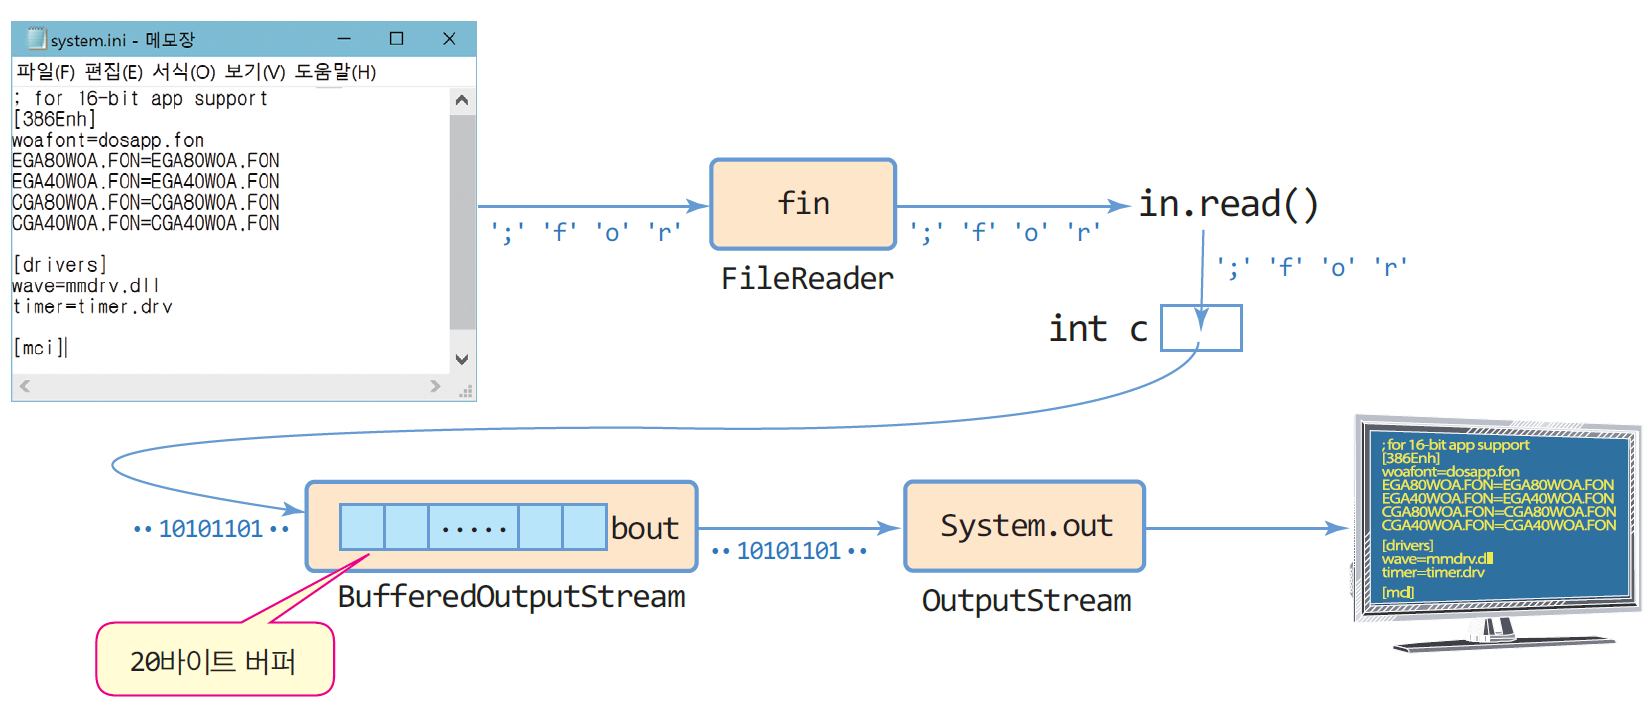 system.ini - 메모장
파일(F) 편집(E) 서식(O) 보기(V) 도움말(H)
; for 16-bit app support
[386Enh]
woafont=dosapp.fon
EGA80WOA.FON=EGA80WOA.FON
EGA40WOA.FON=EGA40WOA.FON
CGA80WOA.FON=CGA80WOA.FON
CGA40WOA.FON=CGA40WOA.FON
[drivers]
wave=mmdrv.dll
timer=timer.drv
[mci]
';' 'f' 'o' 'r'
fin
FileReader
';' 'f' 'o' 'r'
in.read()
';' 'f' 'o' 'r'
int c
••10101101••
.....
bout
BufferedOutputStream
20바이트 버퍼
••10101101••
System.out
OutputStream
; for 16-bit app support
[386Enh]
woafont=dosapp.fon
EGA80WOA.FON=EGA80WOA.FON
EGA40WOA.FON=EGA40WOA.FON
CGA80WOA.FON=CGA80WOA.FON
CGA40WOA.FON=CGA40WOA.FON
[drivers]
wave=mmdrv.dll
timer=timer.drv
[mcl]